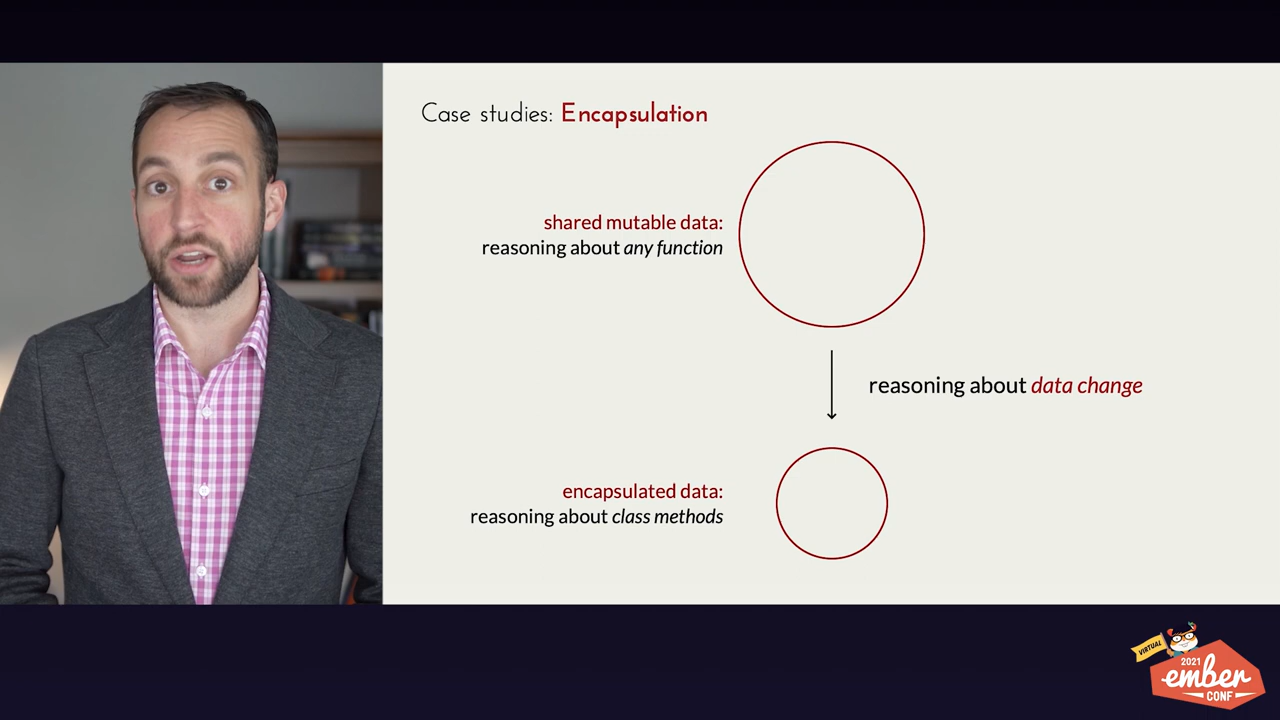 Case studies: Encapsulation
shared mutable data:
reasoning about any function
reasoning about data change
encapsulated data:
reasoning about class methods
VIRTUAL
2021
ember
CONF